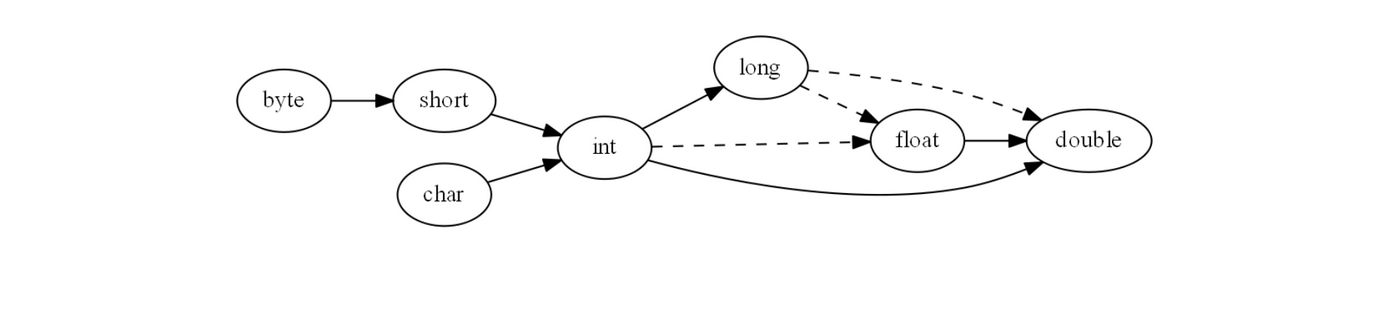 long
byte
short
float
double
int
char